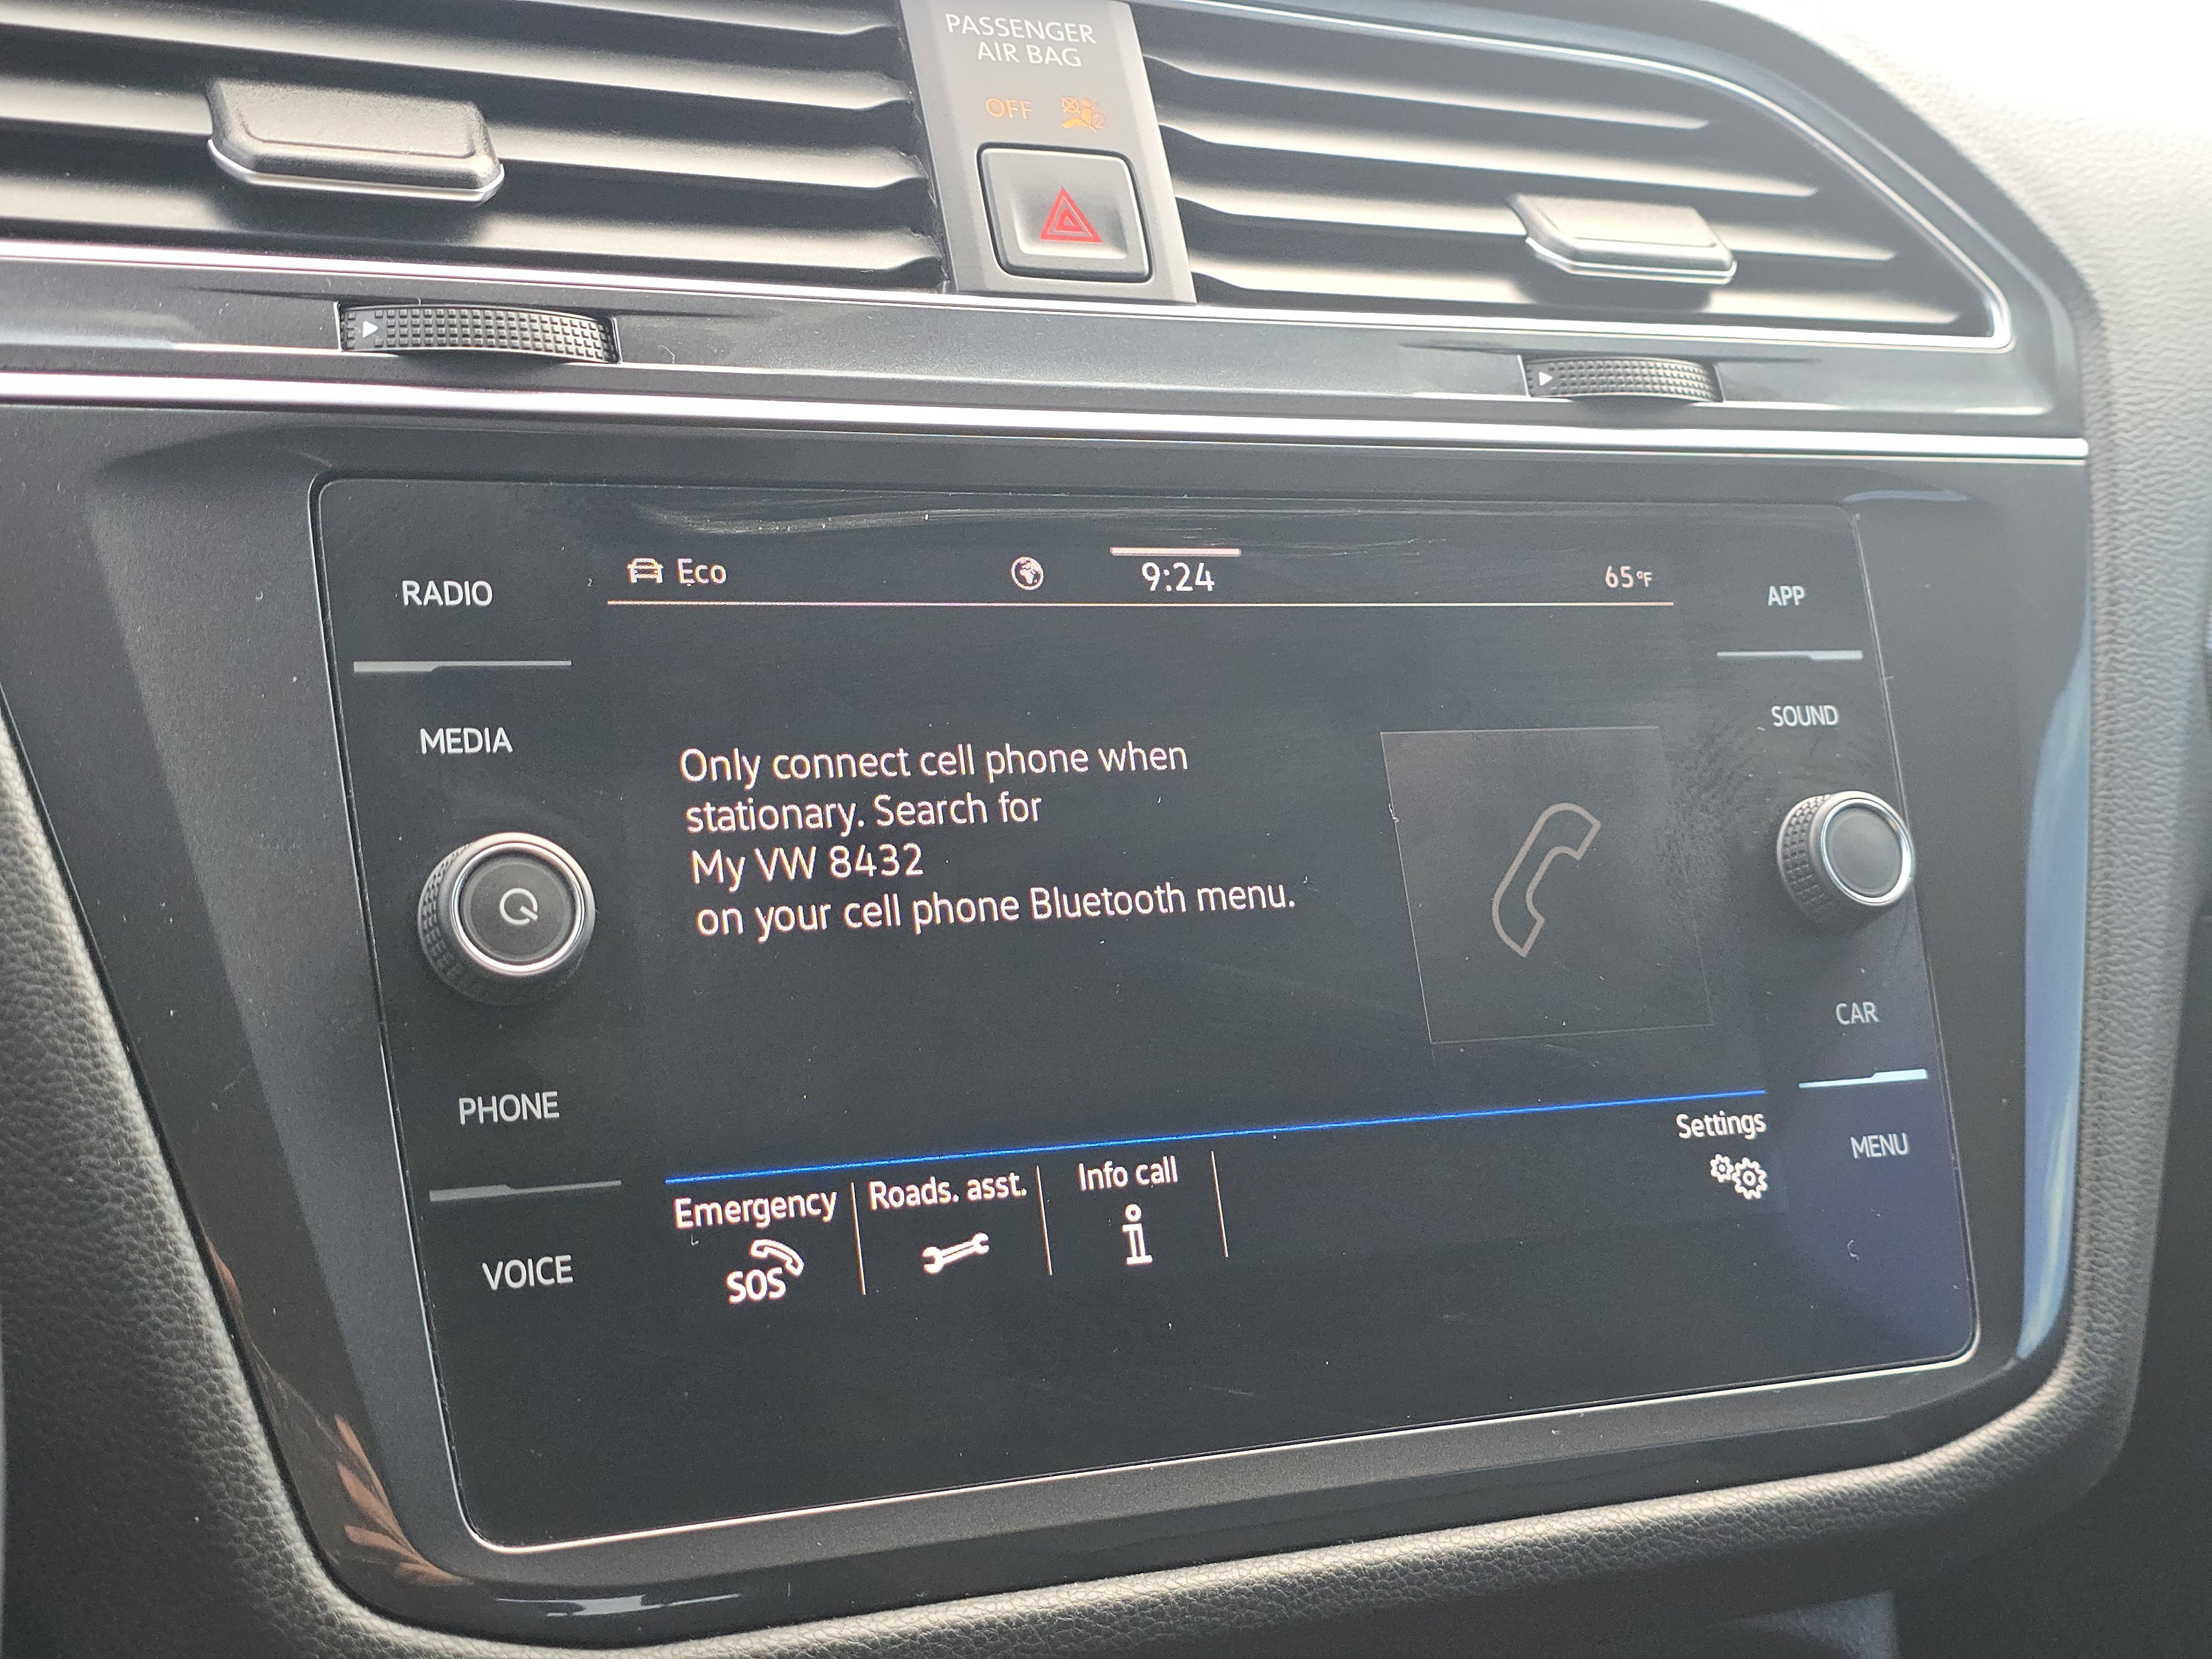 PASSENGER
AIR BAG
OFF
RADIO
MEDIA
PHONE
VOICE
Eco
9:24
65°F
Only connect cell phone when
stationary. Search for
My VW 8432
on your cell phone Bluetooth menu.
Emergency
SOS
Roads. asst.
Info call
Settings
APP
SOUND
CAR
MENU